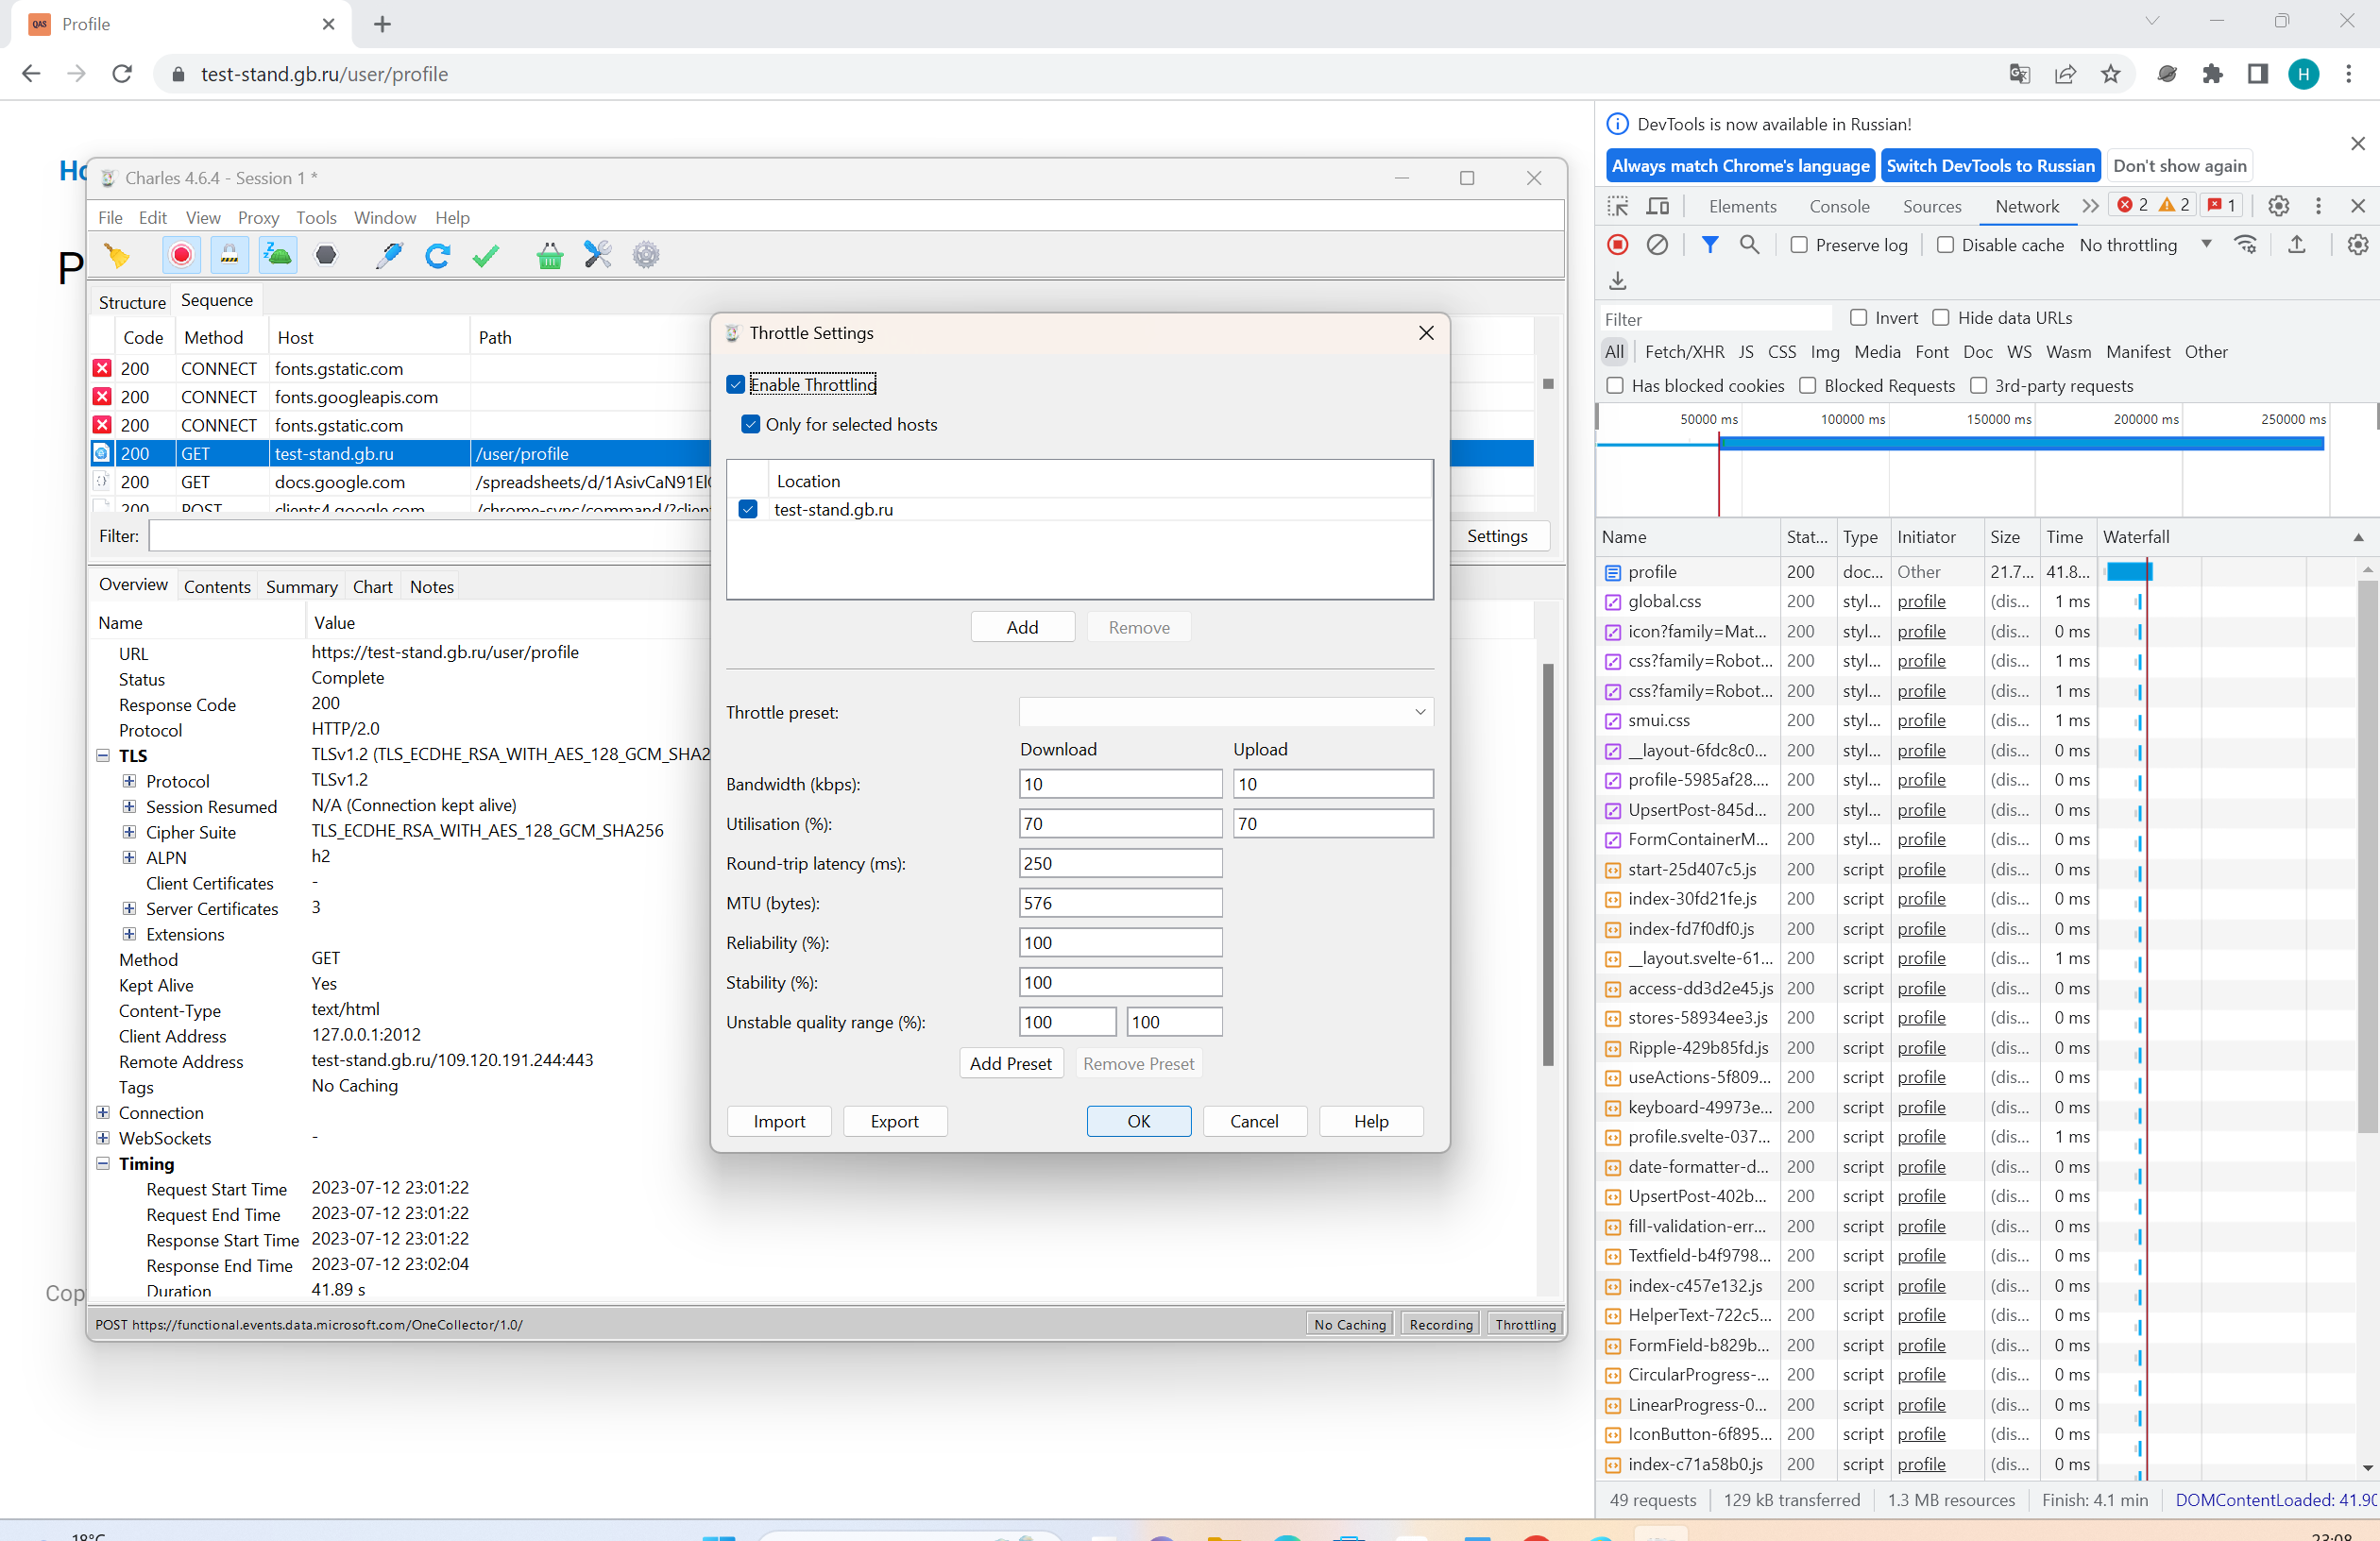 QAS Profile
test-stand.gb.ru/user/profile
H
DevTools is now available in Russian!
Always match Chrome's language Switch DevTools to Russian Don't show again
Elements Console Sources Network 2 2 1
Preserve log Disable cache No throttling
Filter Invert Hide data URLs
All Fetch/XHR JS CSS Img Media Font Doc WS Wasm Manifest Other
Has blocked cookies Blocked Requests 3rd-party requests
50000 ms 100000 ms 150000 ms 200000 ms 250000 ms
Name Stat... Type Initiator Size Time Waterfall
profile 200 doc... Other 21.7... 41.8...
global.css 200 styl... profile (dis... 1 ms
icon?family=Mat... 200 styl... profile (dis... 0 ms
css?family=Robot... 200 styl... profile (dis... 1 ms
css?family=Robot... 200 styl... profile (dis... 1 ms
smui.css 200 styl... profile (dis... 1 ms
__layout-6fdc8c0... 200 styl... profile (dis... 0 ms
profile-5985af28.... 200 styl... profile (dis... 0 ms
UpsertPost-845d... 200 styl... profile (dis... 0 ms
FormContainerM... 200 styl... profile (dis... 0 ms
start-25d407c5.js 200 script profile (dis... 0 ms
index-30fd21fe.js 200 script profile (dis... 0 ms
index-fd7f0df0.js 200 script profile (dis... 0 ms
__layout.svelte-61... 200 script profile (dis... 1 ms
access-dd3d2e45.js 200 script profile (dis... 0 ms
stores-58934ee3.js 200 script profile (dis... 0 ms
Ripple-429b85fd.js 200 script profile (dis... 0 ms
useActions-5f809... 200 script profile (dis... 0 ms
keyboard-49973e... 200 script profile (dis... 0 ms
profile.svelte-037... 200 script profile (dis... 1 ms
date-formatter-d... 200 script profile (dis... 0 ms
UpsertPost-402b... 200 script profile (dis... 0 ms
fill-validation-err... 200 script profile (dis... 0 ms
Textfield-b4f9798... 200 script profile (dis... 0 ms
index-c457e132.js 200 script profile (dis... 0 ms
HelperText-722c5... 200 script profile (dis... 0 ms
FormField-b829b... 200 script profile (dis... 0 ms
CircularProgress-... 200 script profile (dis... 0 ms
LinearProgress-0... 200 script profile (dis... 0 ms
IconButton-6f895... 200 script profile (dis... 0 ms
index-c71a58b0.js 200 script profile (dis... 0 ms
49 requests 129 kB transferred 1.3 MB resources Finish: 4.1 min DOMContentLoaded: 41.90
Ho
P
Cop
Charles 4.6.4 - Session 1 *
File Edit View Proxy Tools Window Help
Structure Sequence
Code Method Host Path
200 CONNECT fonts.gstatic.com
200 CONNECT fonts.googleapis.com
200 CONNECT fonts.gstatic.com
200 GET test-stand.gb.ru /user/profile
200 GET docs.google.com /spreadsheets/d/1AsivCaN91El
200 POST clients4.google.com /chrome-sync/command/?clien
Filter: Settings
Overview Contents Summary Chart Notes
Name Value
URL https://test-stand.gb.ru/user/profile
Status Complete
Response Code 200
Protocol HTTP/2.0
TLS TLSv1.2 (TLS_ECDHE_RSA_WITH_AES_128_GCM_SHA2
Protocol TLSv1.2
Session Resumed N/A (Connection kept alive)
Cipher Suite TLS_ECDHE_RSA_WITH_AES_128_GCM_SHA256
ALPN h2
Client Certificates -
Server Certificates 3
Extensions
Method GET
Kept Alive Yes
Content-Type text/html
Client Address 127.0.0.1:2012
Remote Address test-stand.gb.ru/109.120.191.244:443
Tags No Caching
Connection
WebSockets -
Timing
Request Start Time 2023-07-12 23:01:22
Request End Time 2023-07-12 23:01:22
Response Start Time 2023-07-12 23:01:22
Response End Time 2023-07-12 23:02:04
Duration 41.89 s
POST https://functional.events.data.microsoft.com/OneCollector/1.0/ No Caching Recording Throttling
Throttle Settings
Enable Throttling
Only for selected hosts
Location
test-stand.gb.ru
Add Remove
Throttle preset:
Download Upload
Bandwidth (kbps): 10 10
Utilisation (%): 70 70
Round-trip latency (ms): 250
MTU (bytes): 576
Reliability (%): 100
Stability (%): 100
Unstable quality range (%): 100 100
Add Preset Remove Preset
Import Export OK Cancel Help
18°C
23:08